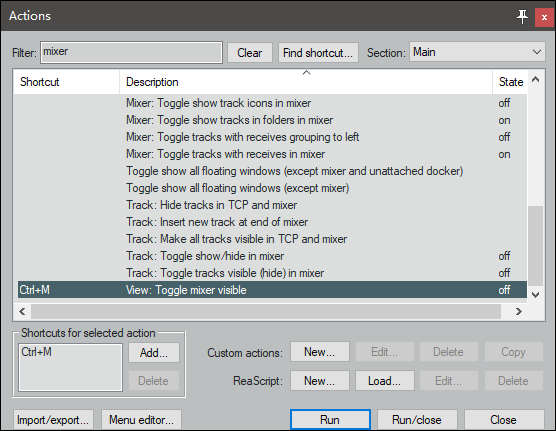 Actions
Filter: mixer Clear Find shortcut... Section: Main
Shortcut Description State
Mixer: Toggle show track icons in mixer off
Mixer: Toggle show tracks in folders in mixer on
Mixer: Toggle tracks with receives grouping to left off
Mixer: Toggle tracks with receives in mixer on
Toggle show all floating windows (except mixer and unattached docker)
Toggle show all floating windows (except mixer)
Track: Hide tracks in TCP and mixer
Track: Insert new track at end of mixer
Track: Make all tracks visible in TCP and mixer
Track: Toggle show/hide in mixer off
Track: Toggle tracks visible (hide) in mixer off
Ctrl+M View: Toggle mixer visible off
Shortcuts for selected action
Ctrl+M Add... Custom actions: New... Edit... Delete Copy
Delete ReaScript: New... Load... Edit... Delete
Import/export... Menu editor... Run Run/close Close